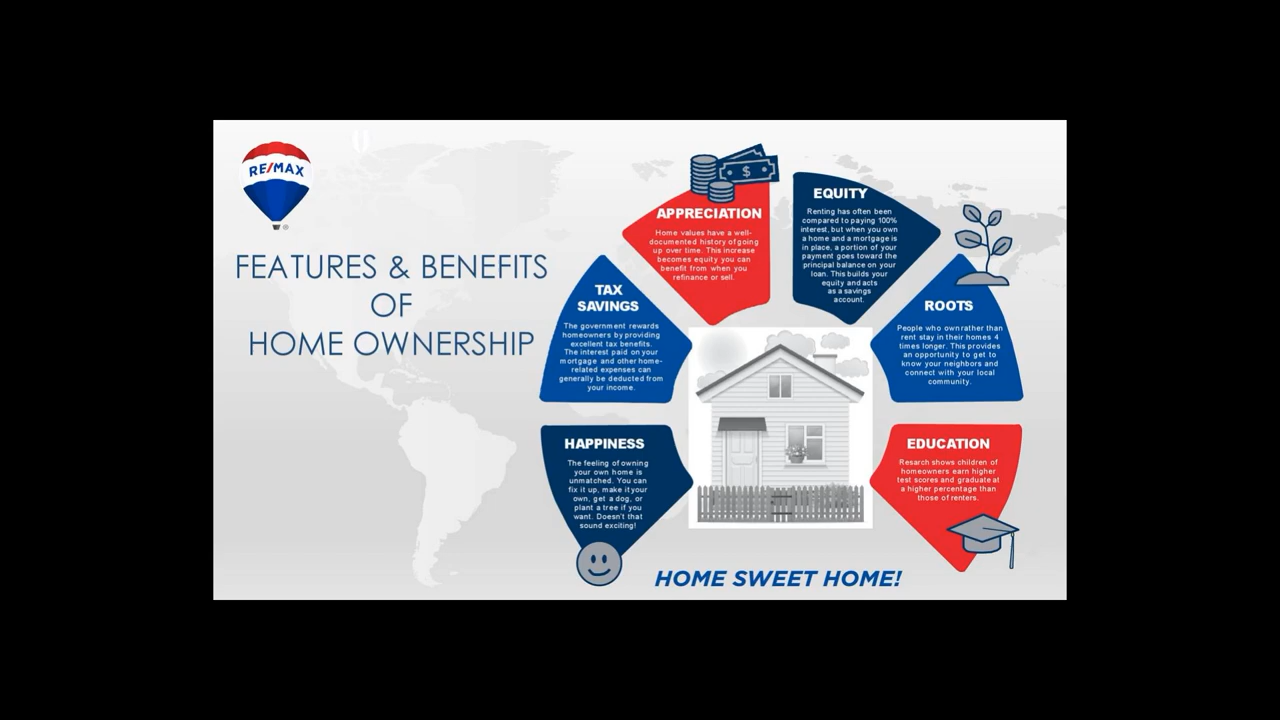 RE/MAX
FEATURES & BENEFITS
OF
HOME OWNERSHIP
HAPPINESS
The feeling of owning
your own home is
unmatched. You can
fix it up, make it your
own, get a dog, or
plant a tree if you
want. Doesn't that
sound exciting!
TAX
SAVINGS
The government rewards
homeowners by providing
excellent tax benefits.
The interest paid on your
mortgage and other home-
related expenses can
generally be deducted from
your income.
APPRECIATION
Home values have a well-
documented history of going
up over time. This increase
becomes equity you can
benefit from when you
refinance or sell.
EQUITY
Renting has often been
compared to paying 100%
interest, but when you own
a home and a mortgage is
in place, a portion of your
payment goes toward the
principal balance on your
loan. This builds your
equity and acts
as a savings
account.
ROOTS
People who own rather than
rent stay in their homes 4
times longer. This provides
an opportunity to get to
know your neighbors and
connect with your local
community.
EDUCATION
Resarch shows children of
homeowners earn higher
test scores and graduate at
a higher percentage than
those of renters.
HOME SWEET HOME!